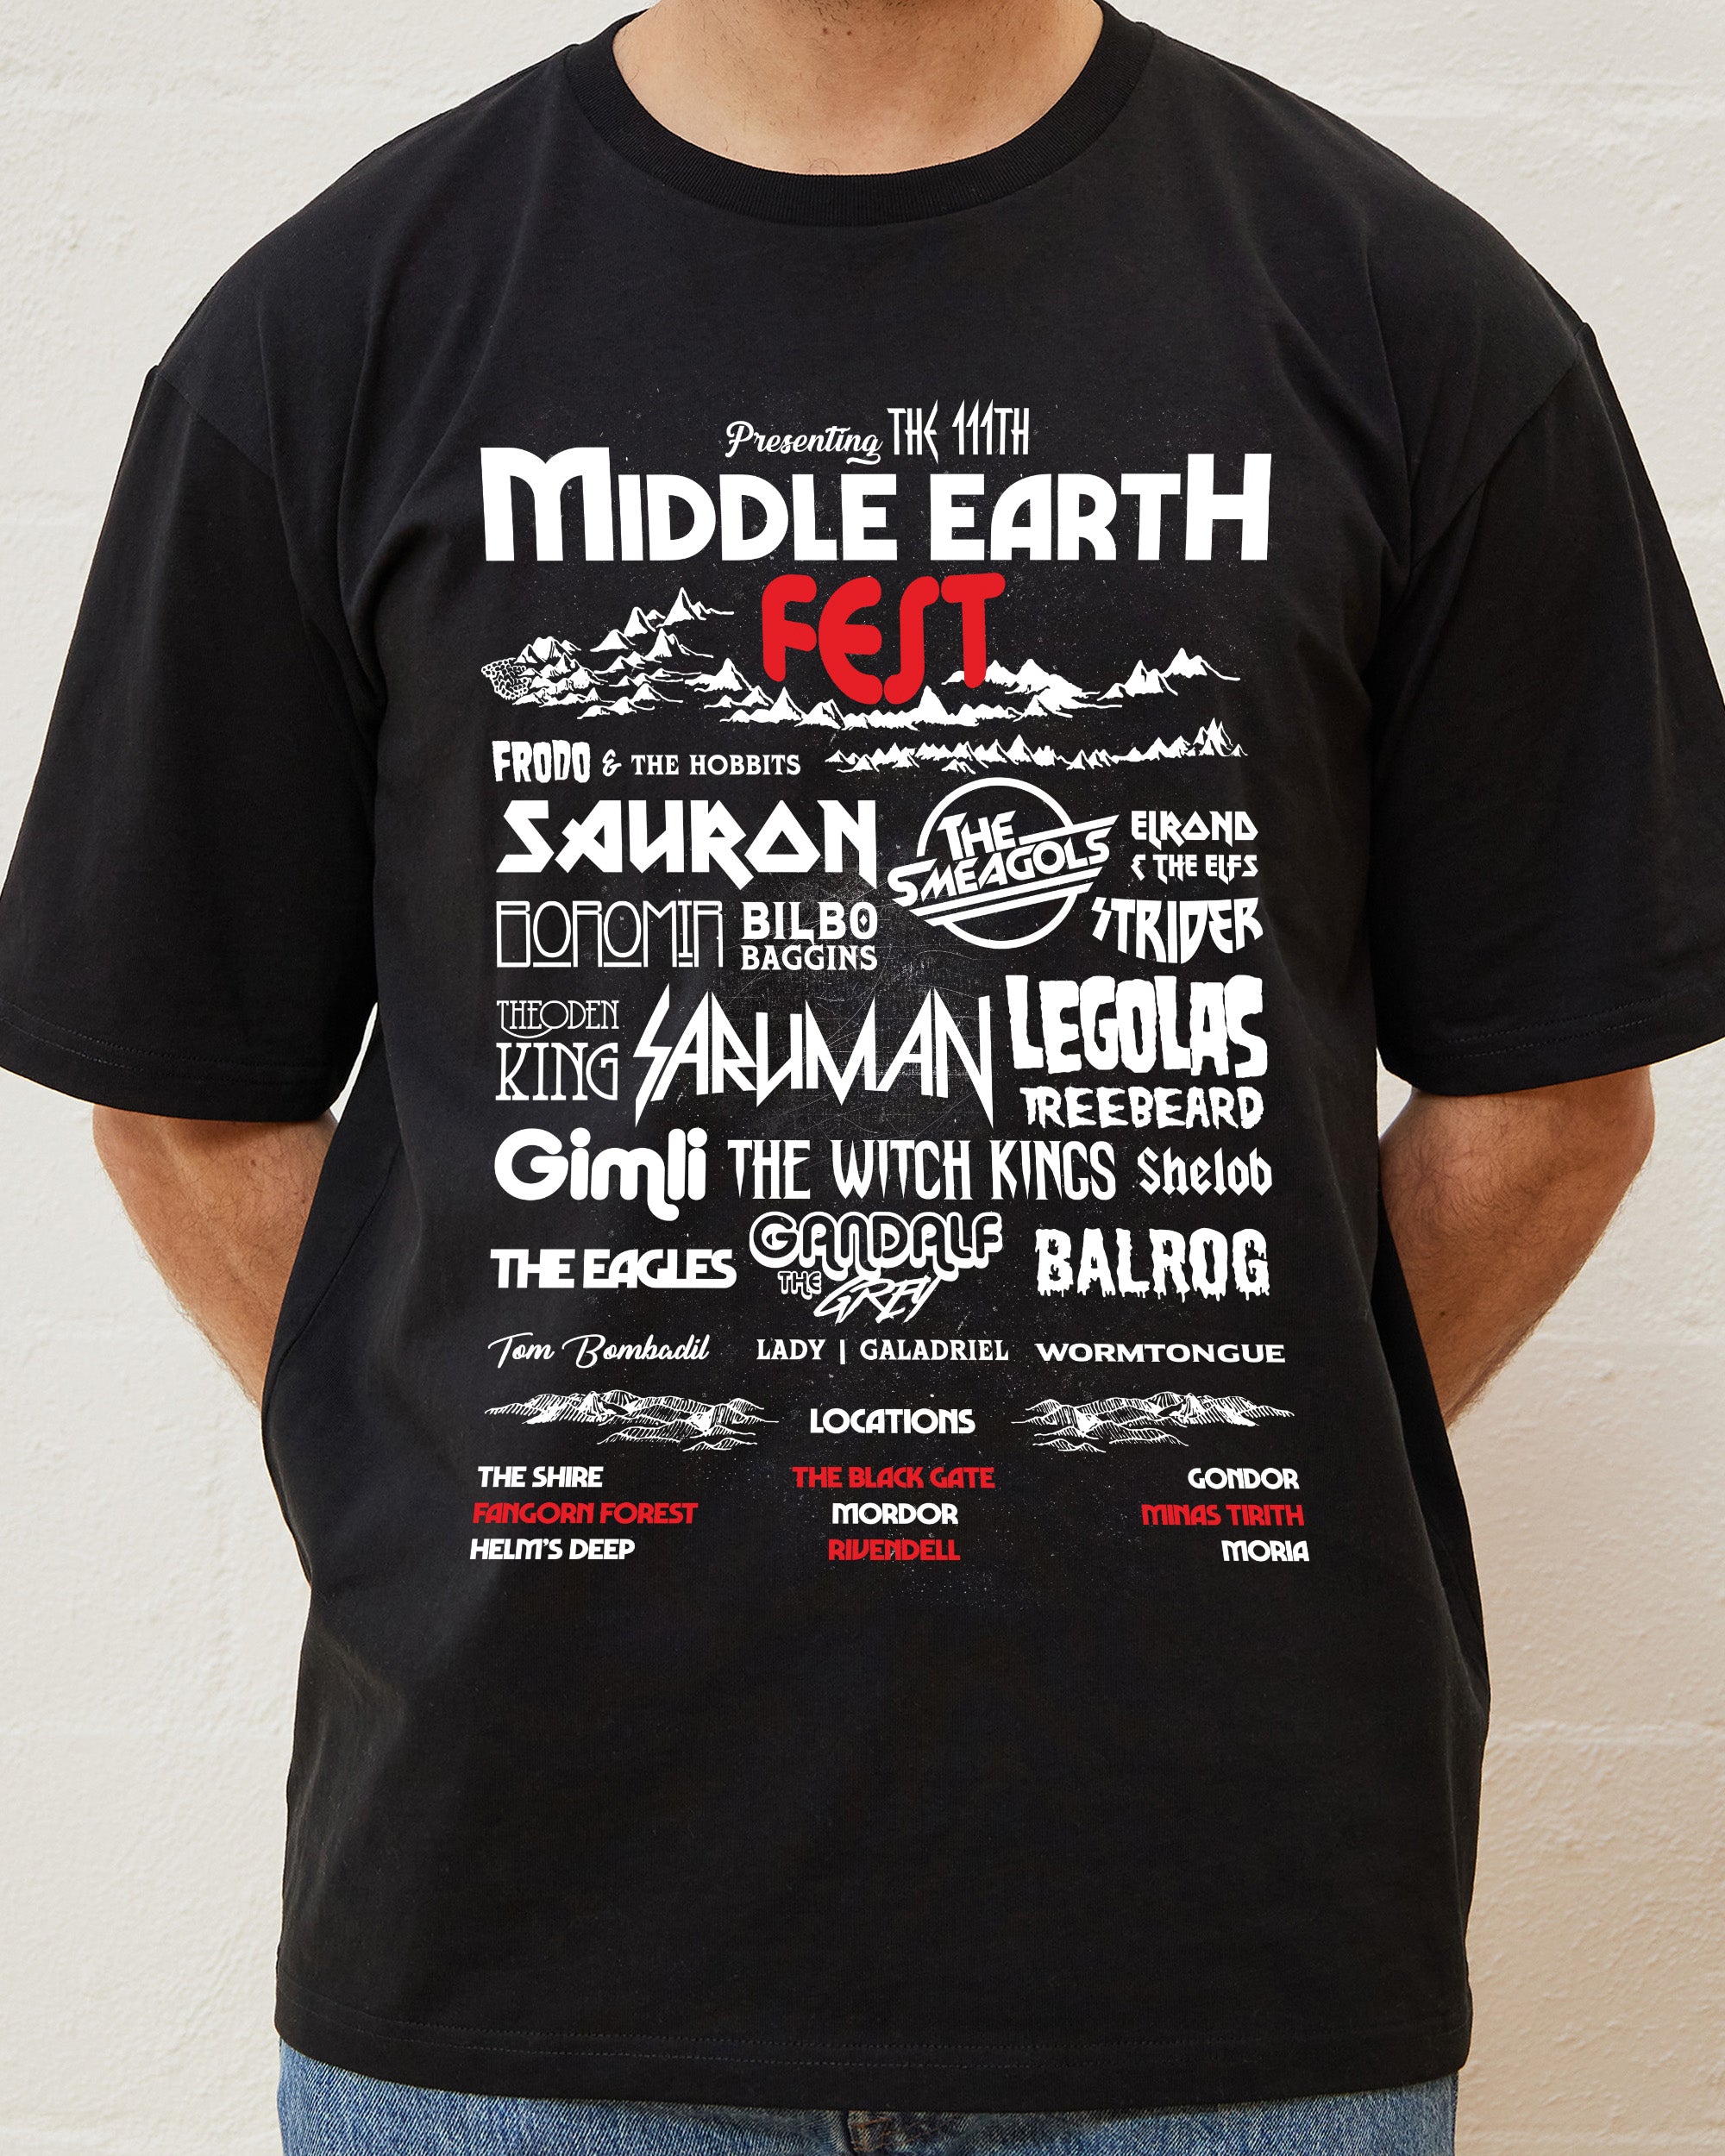 Presenting THE 111TH
MIDDLE EARTH
FEST
FRODO & THE HOBBITS
SAURON
THE
SMEAGOLS
ELROND
& THE ELFS
BOROMIR
BILBO
BAGGINS
STRIDER
THEODEN
KING
SARUMAN
LEGOLAS
TREEBEARD
Gimli
THE WITCH KINGS
Shelob
THE EAGLES
GANDALF
THE GREY
BALROG
Tom Bombadil
LADY | GALADRIEL
WORMTONGUE
LOCATIONS
THE SHIRE
FANGORN FOREST
HELM'S DEEP
THE BLACK GATE
MORDOR
RIVENDELL
GONDOR
MINAS TIRITH
MORIA